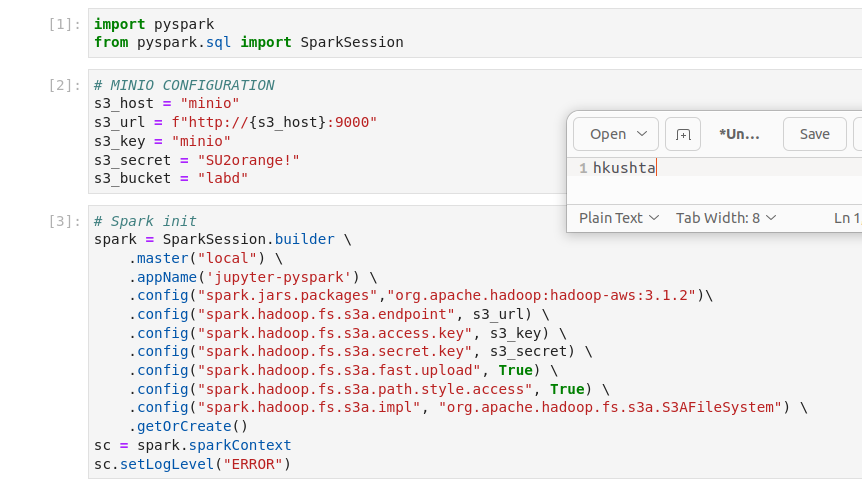 [1]: import pyspark
from pyspark.sql import SparkSession
[2]: # MINIO CONFIGURATION
s3_host = "minio"
s3_url = f"http://{s3_host}:9000"
s3_key = "minio"
s3_secret = "SU2orange!"
s3_bucket = "labd"
Open *Un... Save
1 hkushta
Plain Text Tab Width: 8 Ln 1,
[3]: # Spark init
spark = SparkSession.builder \
    .master("local") \
    .appName('jupyter-pyspark') \
    .config("spark.jars.packages","org.apache.hadoop:hadoop-aws:3.1.2")\
    .config("spark.hadoop.fs.s3a.endpoint", s3_url) \
    .config("spark.hadoop.fs.s3a.access.key", s3_key) \
    .config("spark.hadoop.fs.s3a.secret.key", s3_secret) \
    .config("spark.hadoop.fs.s3a.fast.upload", True) \
    .config("spark.hadoop.fs.s3a.path.style.access", True) \
    .config("spark.hadoop.fs.s3a.impl", "org.apache.hadoop.fs.s3a.S3AFileSystem") \
    .getOrCreate()
sc = spark.sparkContext
sc.setLogLevel("ERROR")